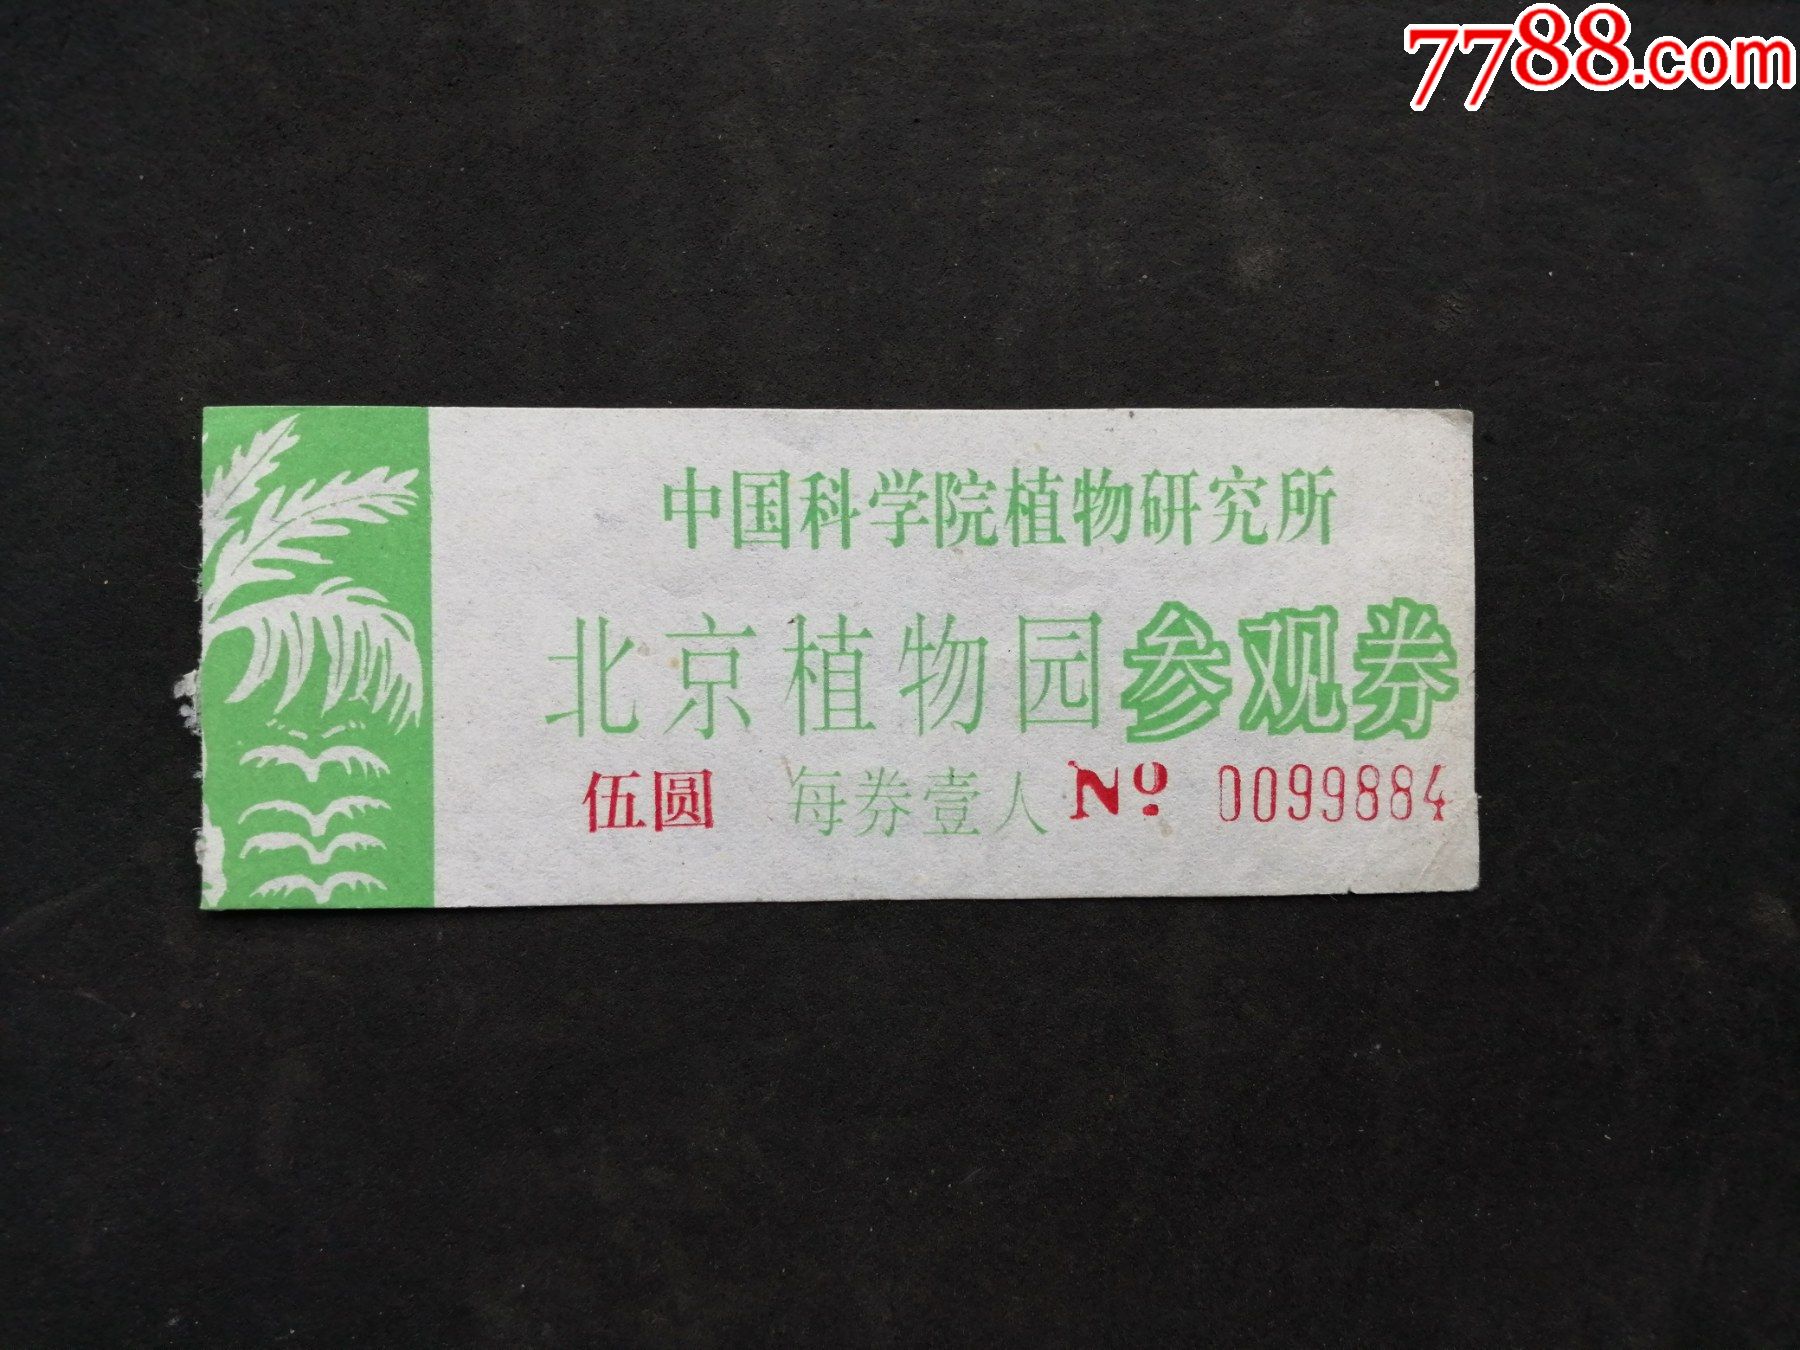 7788.com
中国科学院植物研究所
北京植物园参观券
伍圆 每券壹人 Nº 0099884